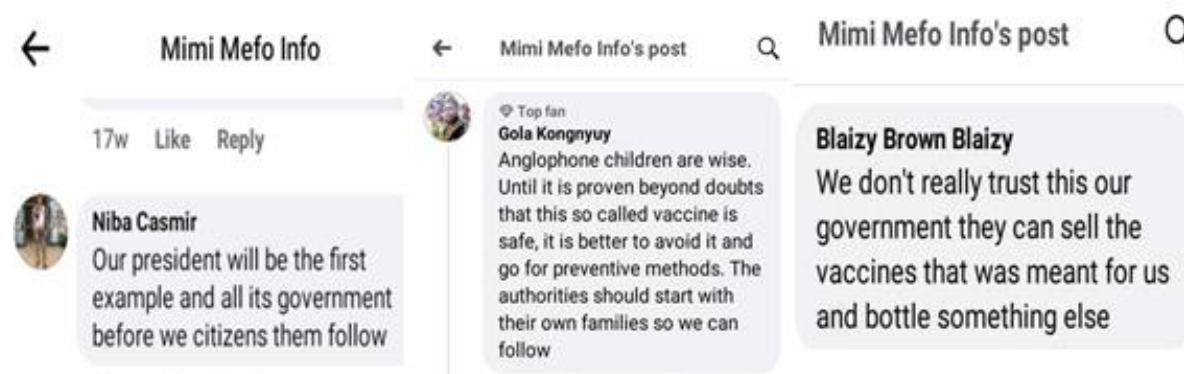 Mimi Mefo Info
17w Like Reply
Niba Casmir
Our president will be the first
example and all its government
before we citizens them follow
Mimi Mefo Info's post
Top fan
Gola Kongnyuy
Anglophone children are wise.
Until it is proven beyond doubts
that this so called vaccine is
safe, it is better to avoid it and
go for preventive methods. The
authorities should start with
their own families so we can
follow
Mimi Mefo Info's post
Blaizy Brown Blaizy
We don't really trust this our
government they can sell the
vaccines that was meant for us
and bottle something else